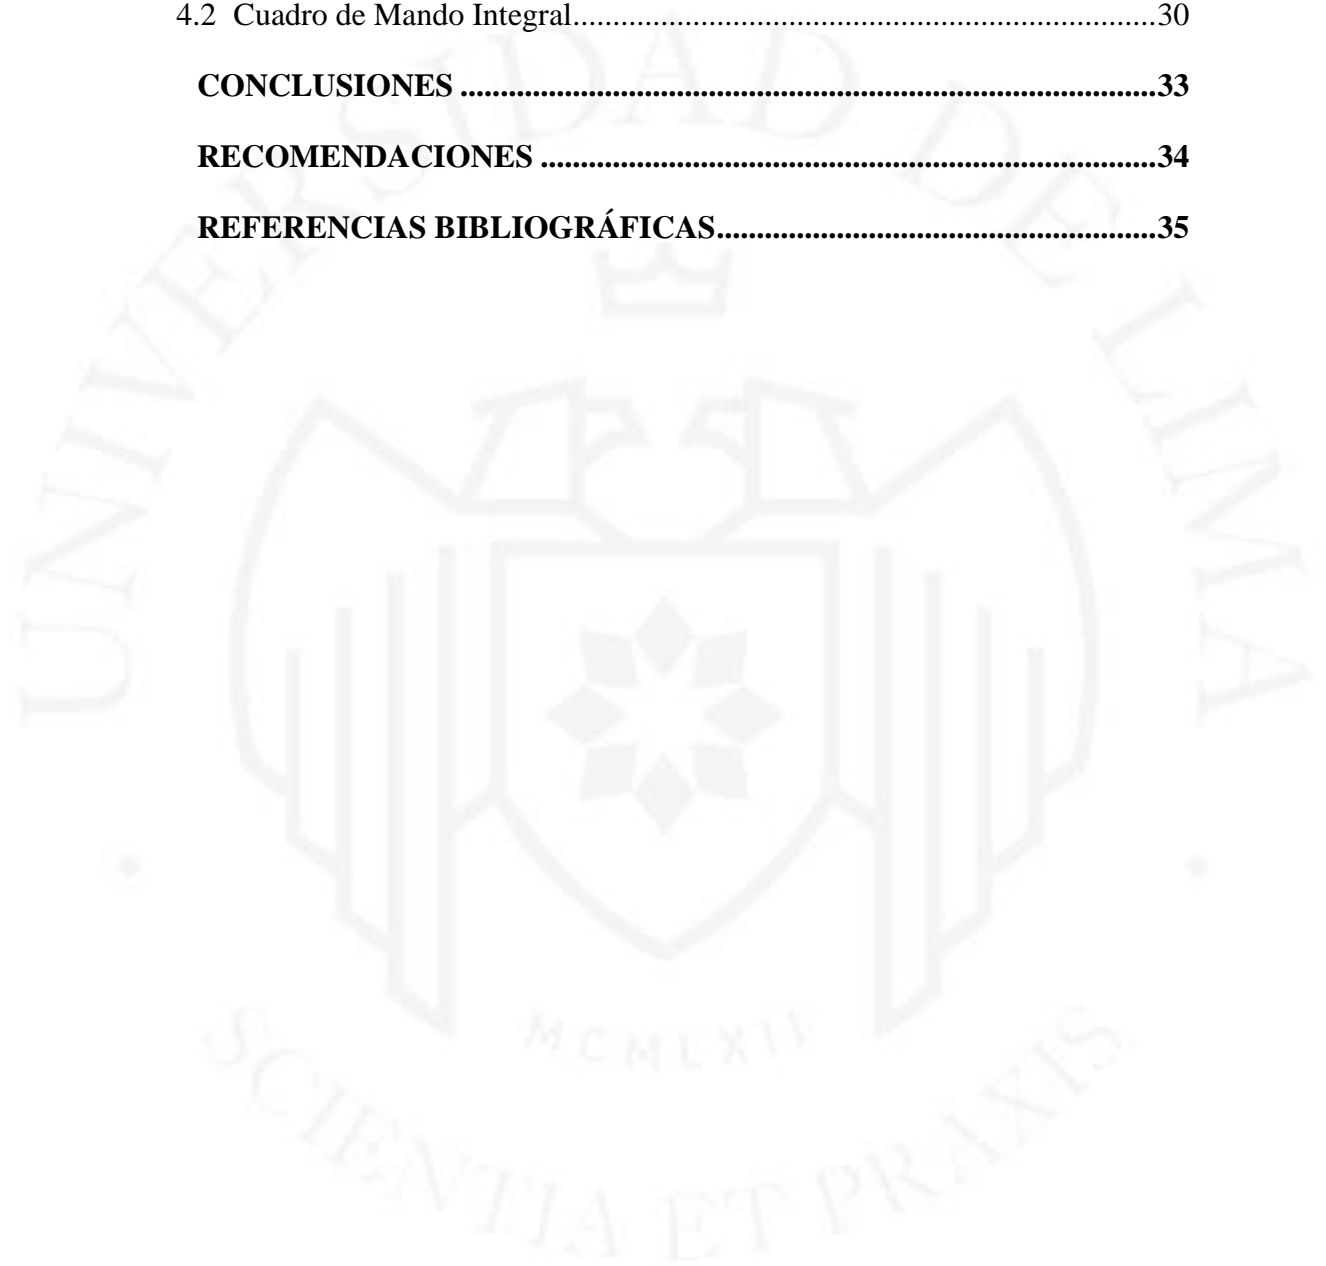 4.2 Cuadro de Mando Integral..........................................................................30
CONCLUSIONES ........................................................................................33
RECOMENDACIONES ..............................................................................34
REFERENCIAS BIBLIOGRÁFICAS.......................................................35
UNIVERSIDAD DE LIMA
MCMLXII
SCIENTIA ET PRAXIS